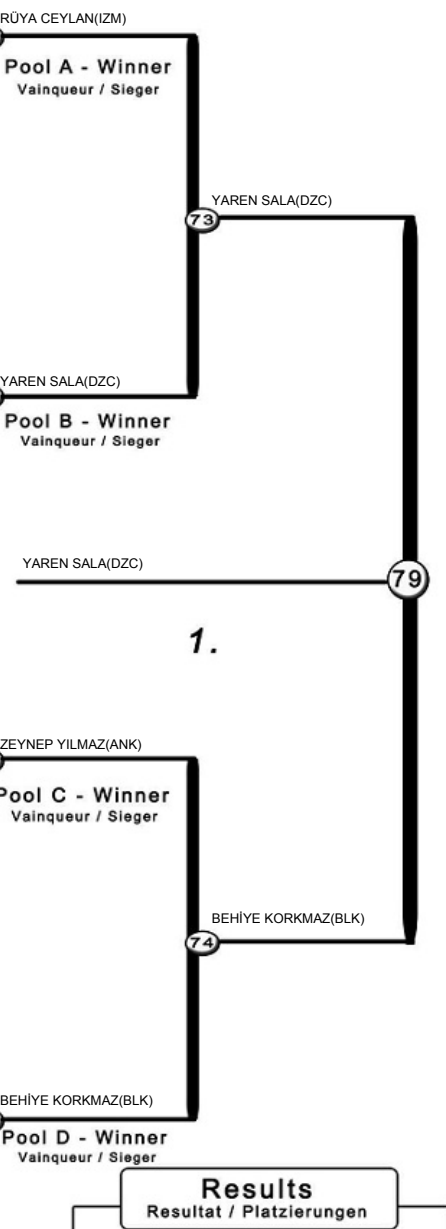 RÜYA CEYLAN(IZM)
Pool A - Winner
Vainqueur / Sieger
YAREN SALA(DZC)
73
YAREN SALA(DZC)
Pool B - Winner
Vainqueur / Sieger
YAREN SALA(DZC)
79
1.
ZEYNEP YILMAZ(ANK)
Pool C - Winner
Vainqueur / Sieger
BEHİYE KORKMAZ(BLK)
74
BEHİYE KORKMAZ(BLK)
Pool D - Winner
Vainqueur / Sieger
Results
Resultat / Platzierungen